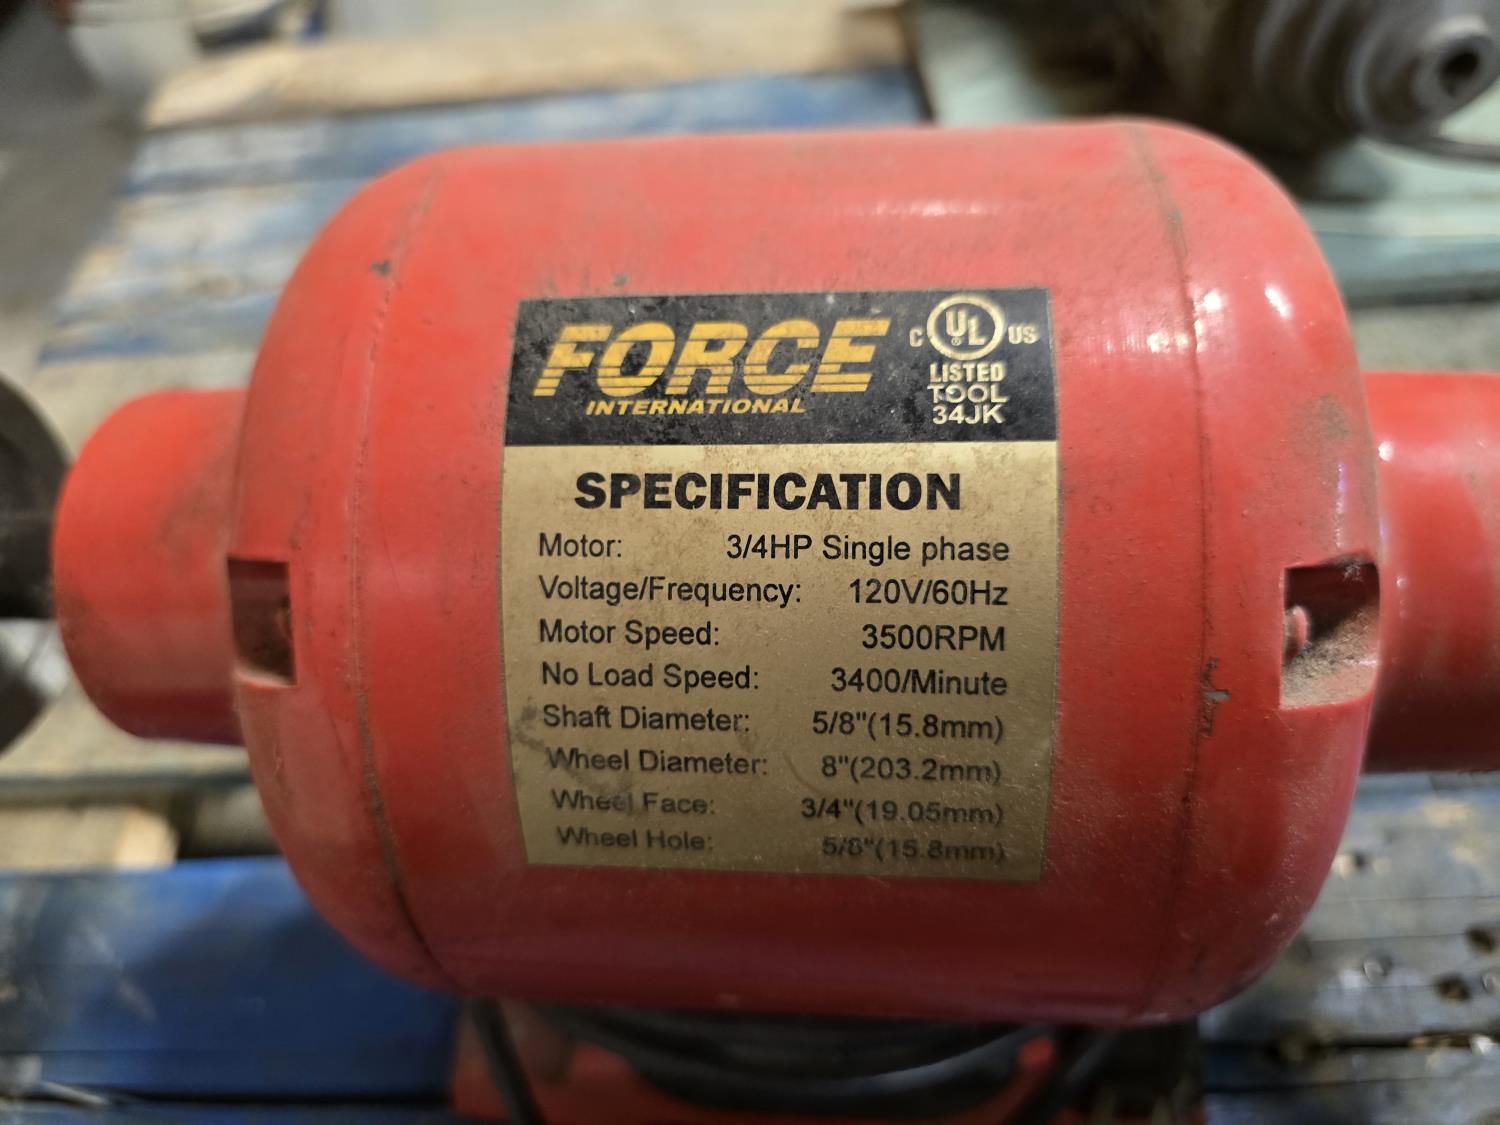 FORCE
INTERNATIONAL
C UL US
®
LISTED
TOOL
34JK
SPECIFICATION
Motor: 3/4HP Single phase
Voltage/Frequency: 120V/60Hz
Motor Speed: 3500RPM
No Load Speed: 3400/Minute
Shaft Diameter: 5/8"(15.8mm)
Wheel Diameter: 8"(203.2mm)
Wheel Face: 3/4"(19.05mm)
Wheel Hole: 5/8"(15.8mm)